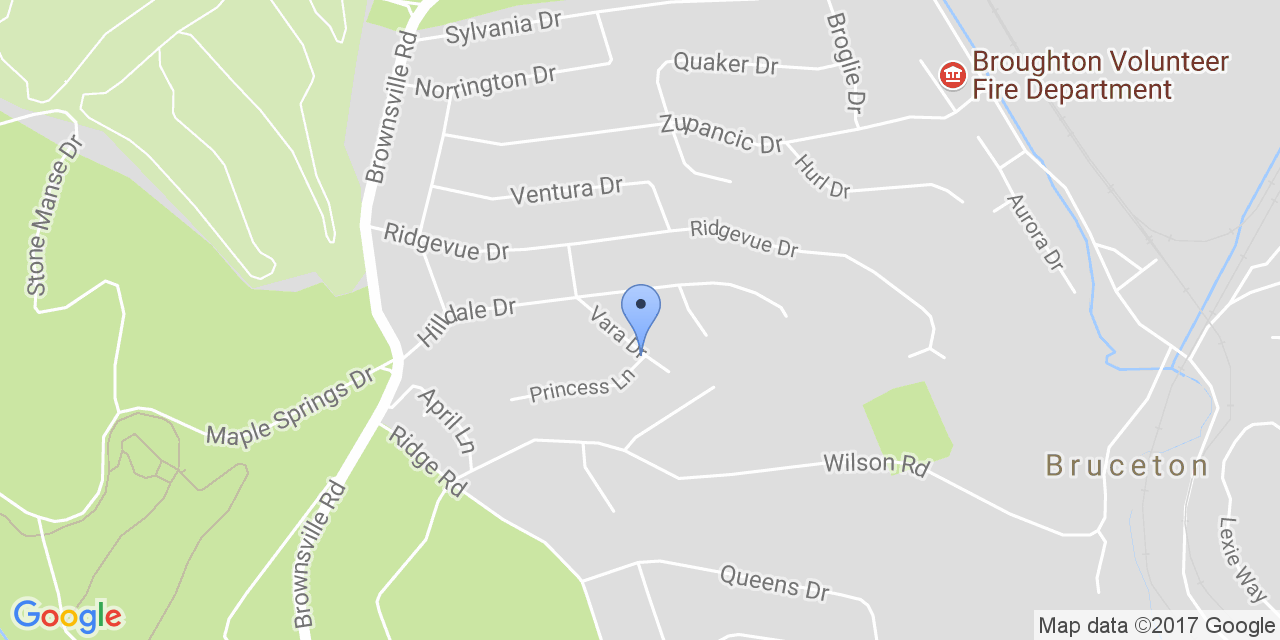 Sylvania Dr
Broughton Volunteer
Fire Department
Quaker Dr
Broglie Dr
Norrington Dr
Brownsville Rd
Zupancic Dr
Hurl Dr
Stone Manse Dr
Ventura Dr
Ridgevue Dr
Ridgevue Dr
Aurora Dr
Hilldale Dr
Vara Dr
Princess Ln
Maple Springs Dr
April Ln
Ridge Rd
Wilson Rd
Bruceton
Brownsville Rd
Lexie Way
Queens Dr
Google
Map data ©2017 Google